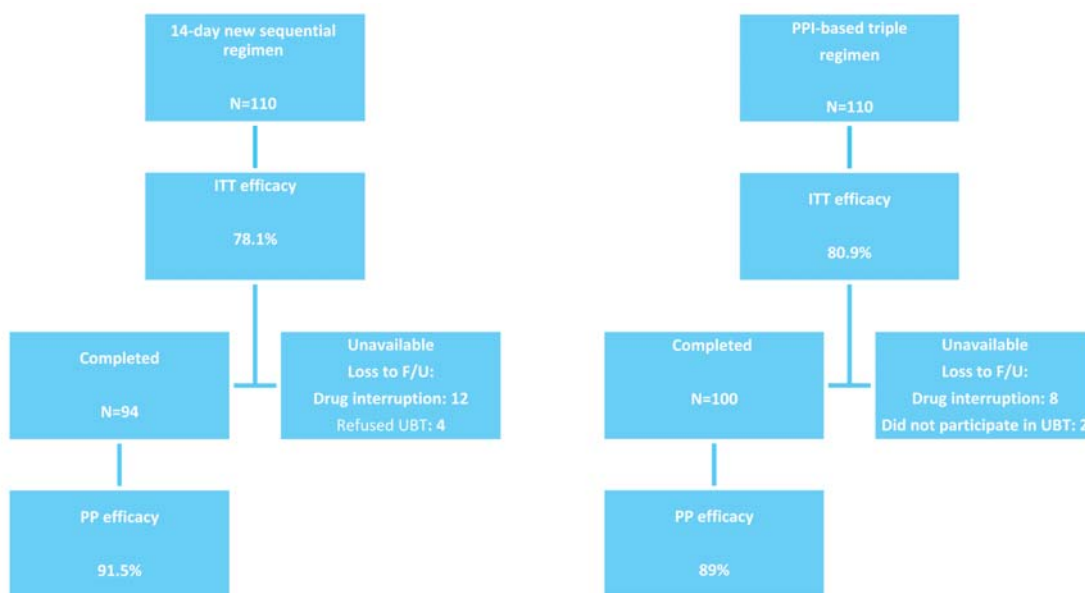 14-day new sequential
regimen
N=110
ITT efficacy
78.1%
Completed
N=94
Unavailable
Loss to F/U:
Drug interruption: 12
Refused UBT: 4
PP efficacy
91.5%
PPI-based triple
regimen
N=110
ITT efficacy
80.9%
Completed
N=100
Unavailable
Loss to F/U:
Drug interruption: 8
Did not participate in UBT: 2
PP efficacy
89%